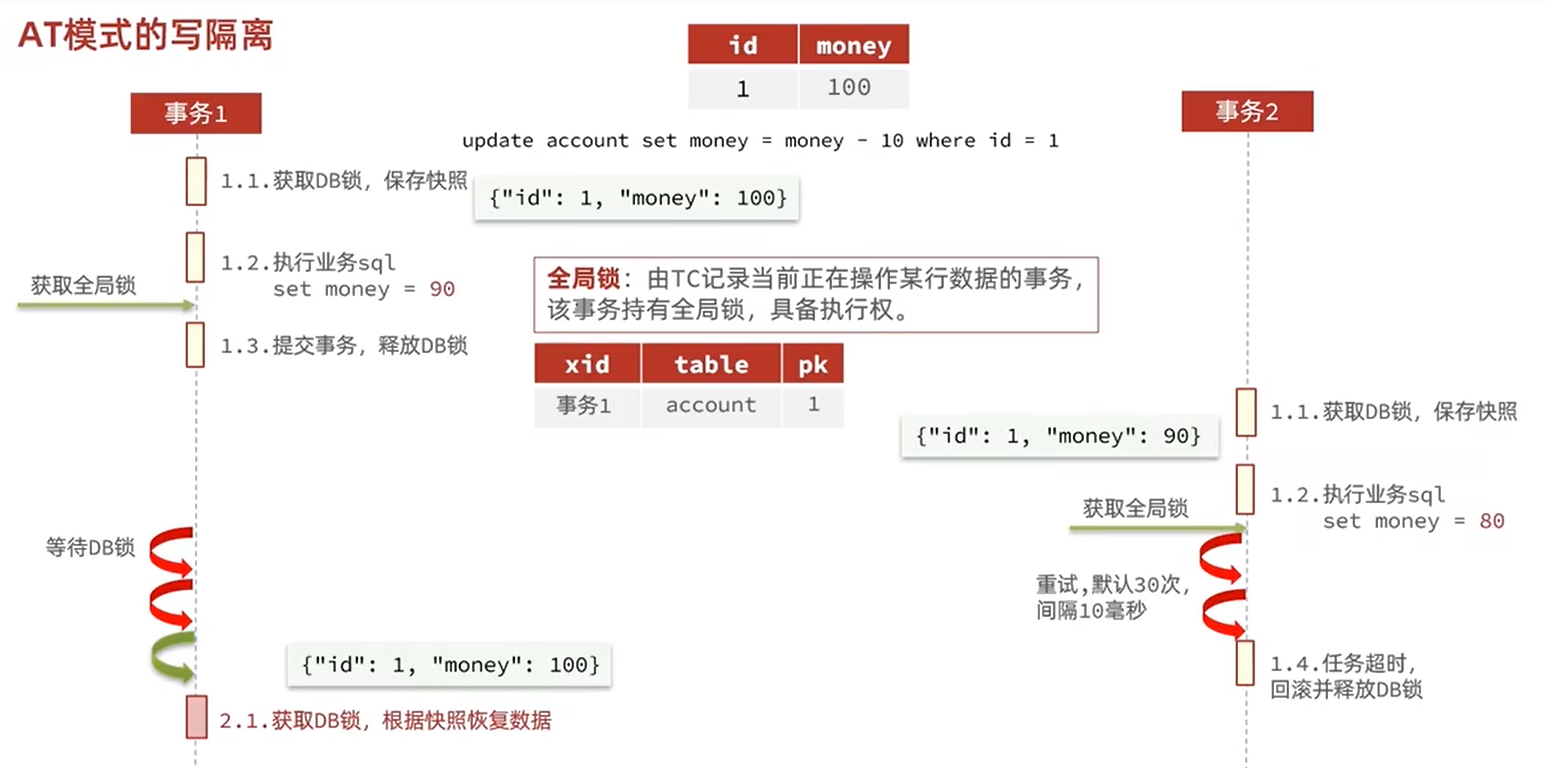 AT模式的写隔离
id money
1 100
事务1
事务2
update account set money = money - 10 where id = 1
1.1.获取DB锁，保存快照
{"id": 1, "money": 100}
1.2.执行业务sql
set money = 90
获取全局锁
1.3.提交事务，释放DB锁
全局锁：由TC记录当前正在操作某行数据的事务，
该事务持有全局锁，具备执行权。
xid table pk
事务1 account 1
1.1.获取DB锁，保存快照
{"id": 1, "money": 90}
1.2.执行业务sql
set money = 80
获取全局锁
等待DB锁
重试,默认30次，
间隔10毫秒
1.4.任务超时，
回滚并释放DB锁
{"id": 1, "money": 100}
2.1.获取DB锁，根据快照恢复数据